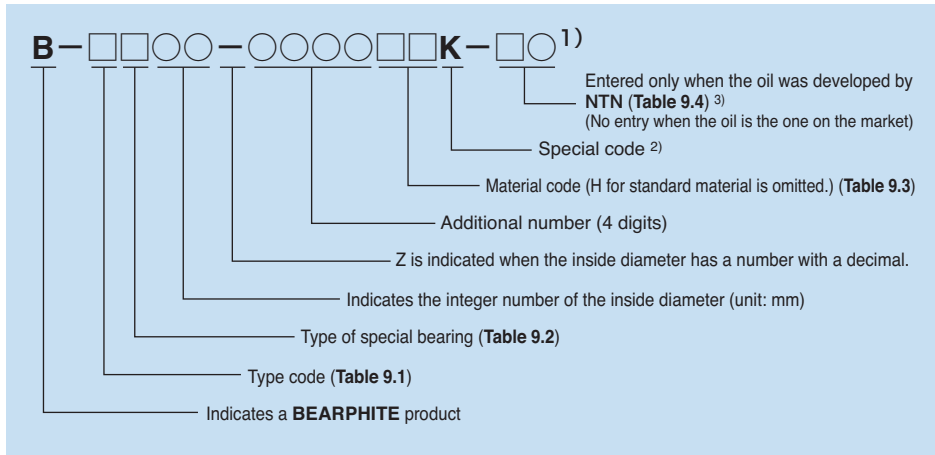 B－□□○○－○○○○□□K－□○1)
Entered only when the oil was developed by
NTN (Table 9.4) 3)
(No entry when the oil is the one on the market)
Special code 2)
Material code (H for standard material is omitted.) (Table 9.3)
Additional number (4 digits)
Z is indicated when the inside diameter has a number with a decimal.
Indicates the integer number of the inside diameter (unit: mm)
Type of special bearing (Table 9.2)
Type code (Table 9.1)
Indicates a BEARPHITE product